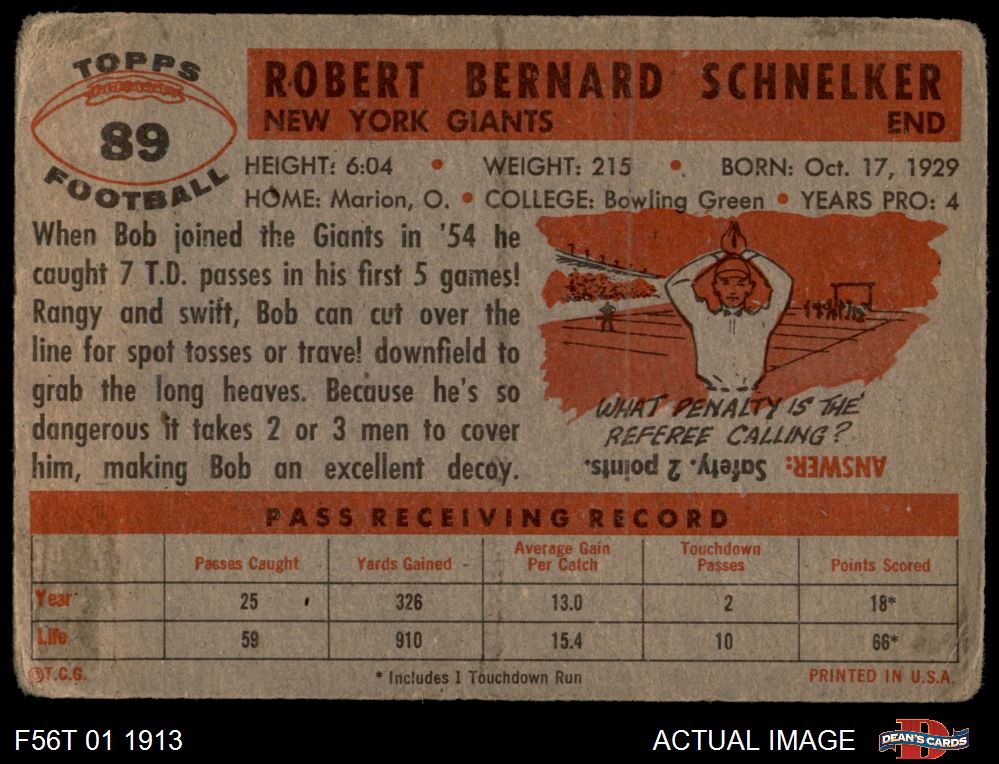 TOPPS
89
FOOTBALL
ROBERT BERNARD SCHNELKER
NEW YORK GIANTS END
HEIGHT: 6:04 • WEIGHT: 215 • BORN: Oct. 17, 1929
HOME: Marion, O. • COLLEGE: Bowling Green • YEARS PRO: 4
When Bob joined the Giants in '54 he
caught 7 T.D. passes in his first 5 games!
Rangy and swift, Bob can cut over the
line for spot tosses or travel downfield to
grab the long heaves. Because he's so
dangerous it takes 2 or 3 men to cover
him, making Bob an excellent decoy.
WHAT PENALTY IS THE
REFEREE CALLING?
ANSWER: Safety. 2 points.
PASS RECEIVING RECORD
Passes Caught Yards Gained Average Gain Per Catch Touchdown Passes Points Scored
Year 25 326 13.0 2 18*
Life 59 910 15.4 10 66*
©T.C.G. * Includes 1 Touchdown Run PRINTED IN U.S.A.
F56T 01 1913 ACTUAL IMAGE D DEAN'S CARDS